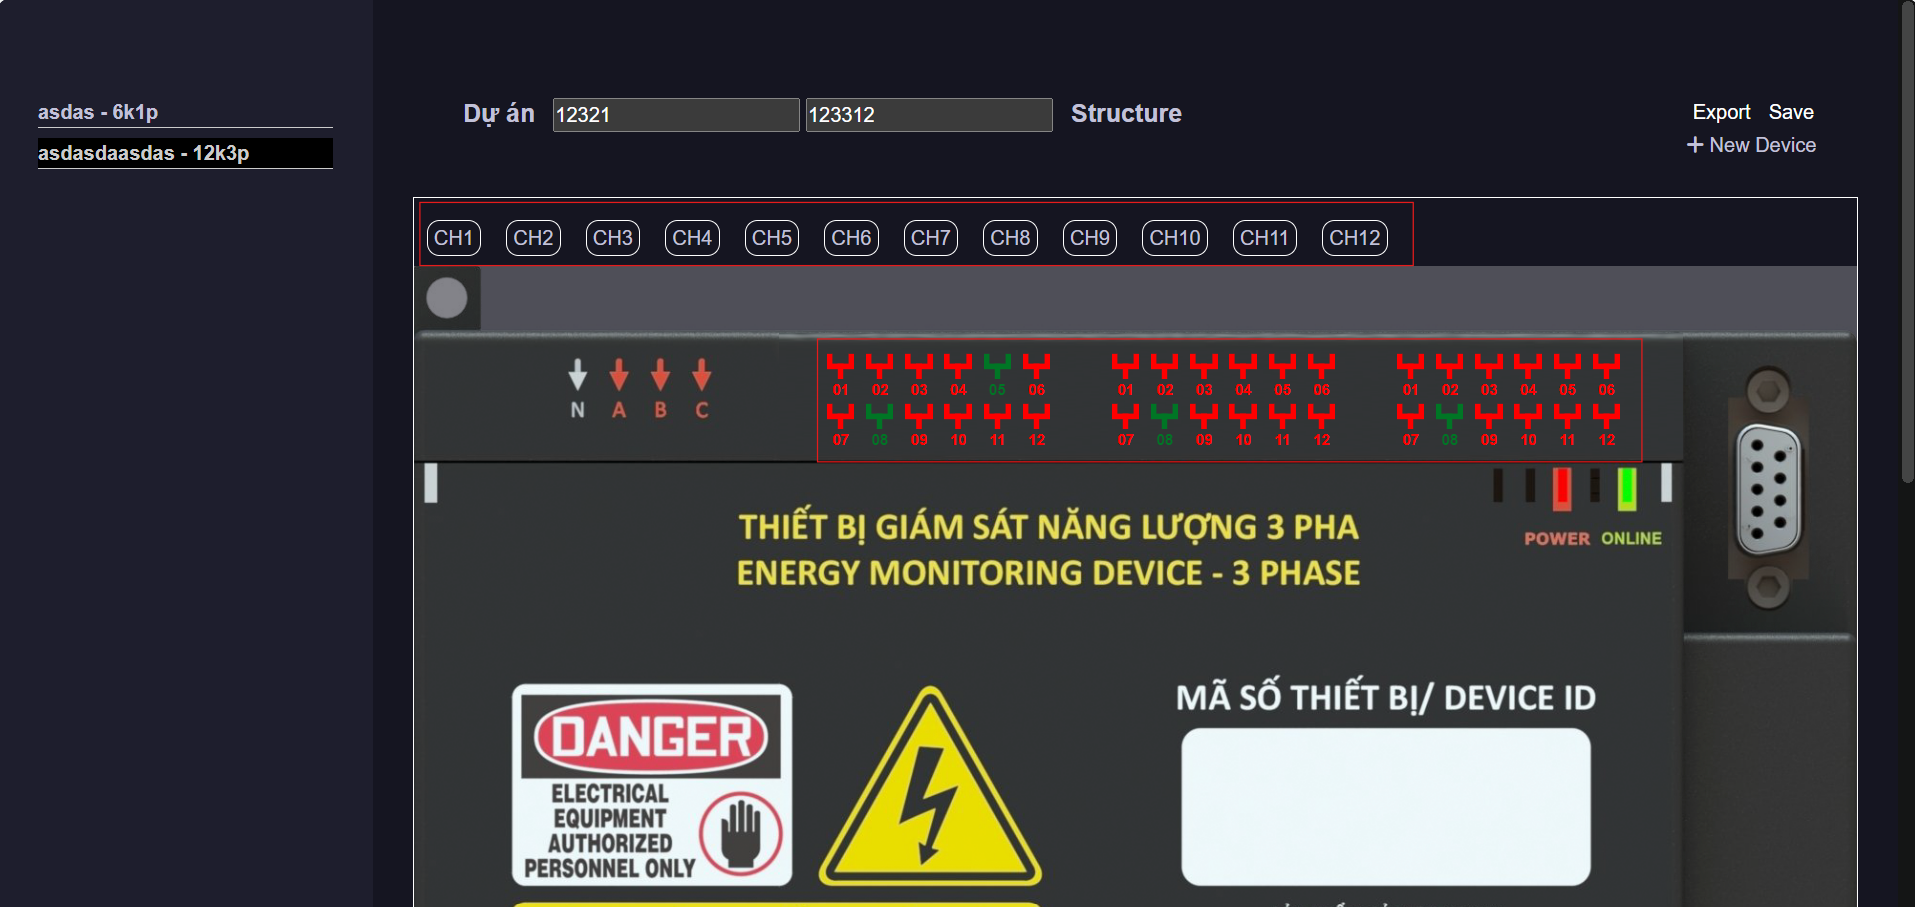 asdas - 6k1p
asdasdaasdas - 12k3p
Dự án 12321 123312 Structure
Export Save
+ New Device
CH1 CH2 CH3 CH4 CH5 CH6 CH7 CH8 CH9 CH10 CH11 CH12
N A B C
01 02 03 04 05 06 01 02 03 04 05 06 01 02 03 04 05 06
07 08 09 10 11 12 07 08 09 10 11 12 07 08 09 10 11 12
POWER ONLINE
THIẾT BỊ GIÁM SÁT NĂNG LƯỢNG 3 PHA
ENERGY MONITORING DEVICE - 3 PHASE
DANGER
ELECTRICAL
EQUIPMENT
AUTHORIZED
PERSONNEL ONLY
MÃ SỐ THIẾT BỊ/ DEVICE ID